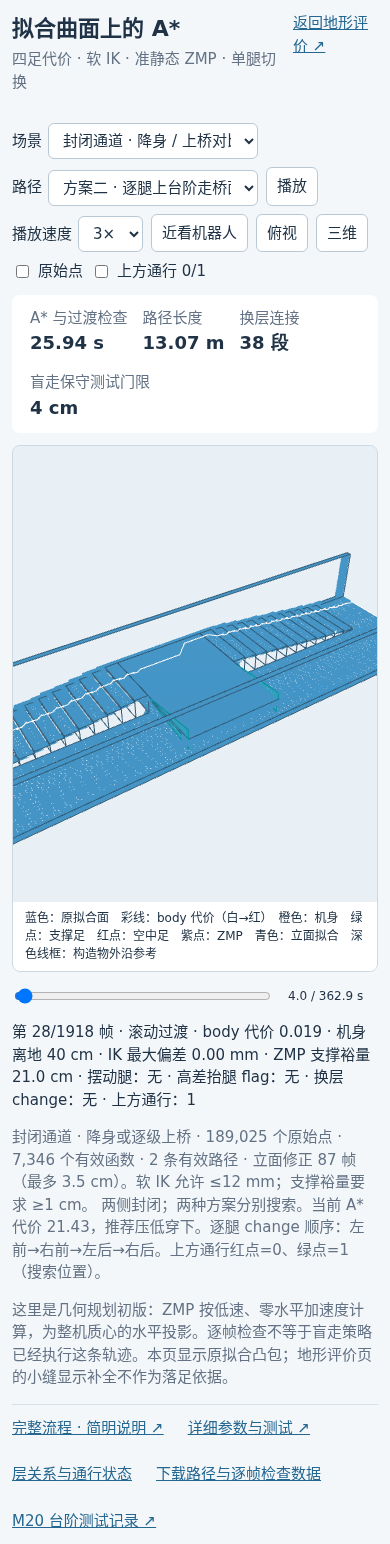 拟合曲面上的 A*
返回地形评
价 ↗
四足代价 · 软 IK · 准静态 ZMP · 单腿切
换
场景
封闭通道 · 降身 / 上桥对
路径
方案二 · 逐腿上台阶走桥
播放
播放速度
3×
近看机器人
俯视
三维
原始点
上方通行 0/1
A* 与过渡检查
路径长度
换层连接
25.94 s
13.07 m
38 段
盲走保守测试门限
4 cm
蓝色：原拟合面 彩线：body 代价（白→红） 橙色：机身 绿
点：支撑足 红点：空中足 紫点：ZMP 青色：立面拟合 深
色线框：构造物外沿参考
4.0 / 362.9 s
第 28/1918 帧 · 滚动过渡 · body 代价 0.019 · 机身
离地 40 cm · IK 最大偏差 0.00 mm · ZMP 支撑裕量
21.0 cm · 摆动腿：无 · 高差抬腿 flag：无 · 换层
change：无 · 上方通行：1
封闭通道 · 降身或逐级上桥 · 189,025 个原始点 ·
7,346 个有效函数 · 2 条有效路径 · 立面修正 87 帧
（最多 3.5 cm）。软 IK 允许 ≤12 mm；支撑裕量要
求 ≥1 cm。 两侧封闭；两种方案分别搜索。当前 A*
代价 21.43，推荐压低穿下。逐腿 change 顺序：左
前→右前→左后→右后。上方通行红点=0、绿点=1
（搜索位置）。
这里是几何规划初版：ZMP 按低速、零水平加速度计
算，为整机质心的水平投影。逐帧检查不等于盲走策略
已经执行这条轨迹。本页显示原拟合凸包；地形评价页
的小缝显示补全不作为落足依据。
完整流程 · 简明说明 ↗
详细参数与测试 ↗
层关系与通行状态
下载路径与逐帧检查数据
M20 台阶测试记录 ↗